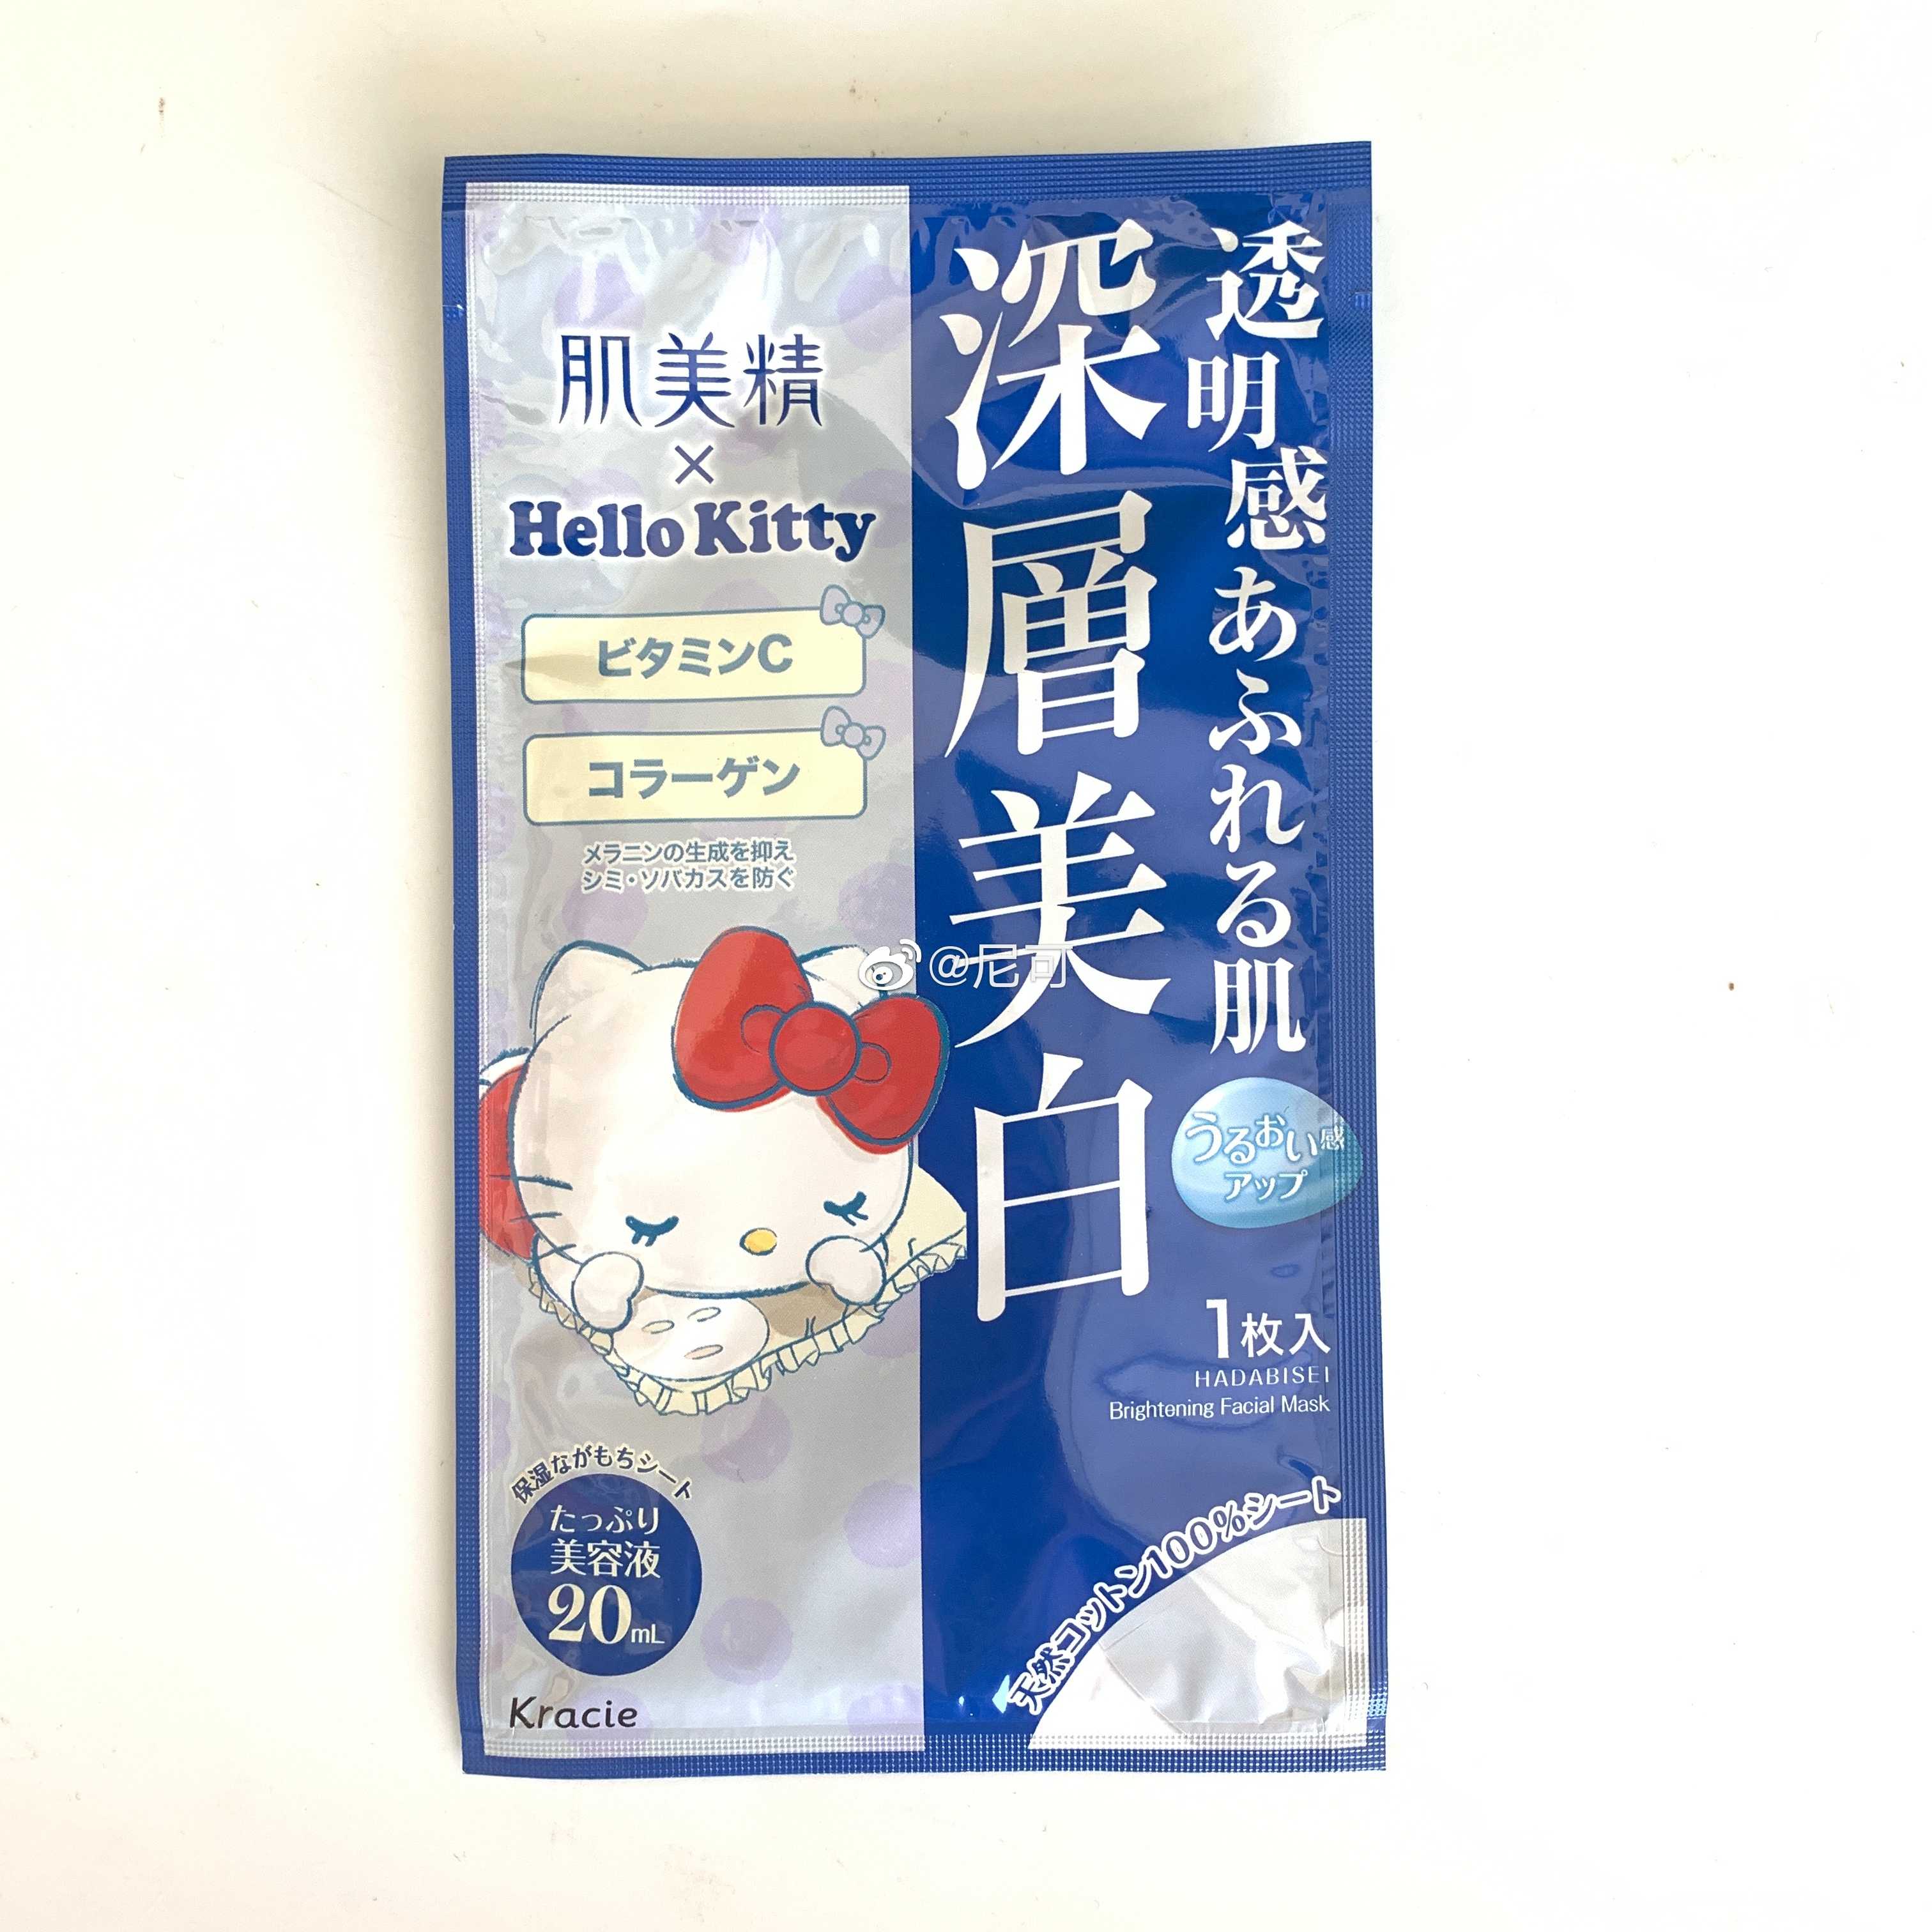 透明感あふれる肌
深層美白
肌美精
×
Hello Kitty
ビタミンC
コラーゲン
メラニンの生成を抑え
シミ・ソバカスを防ぐ
@尼可
うるおい感
アップ
1枚入
HADABISEI
Brightening Facial Mask
保湿ながもちシート
たっぷり
美容液
20mL
天然コットン100%シート
Kracie